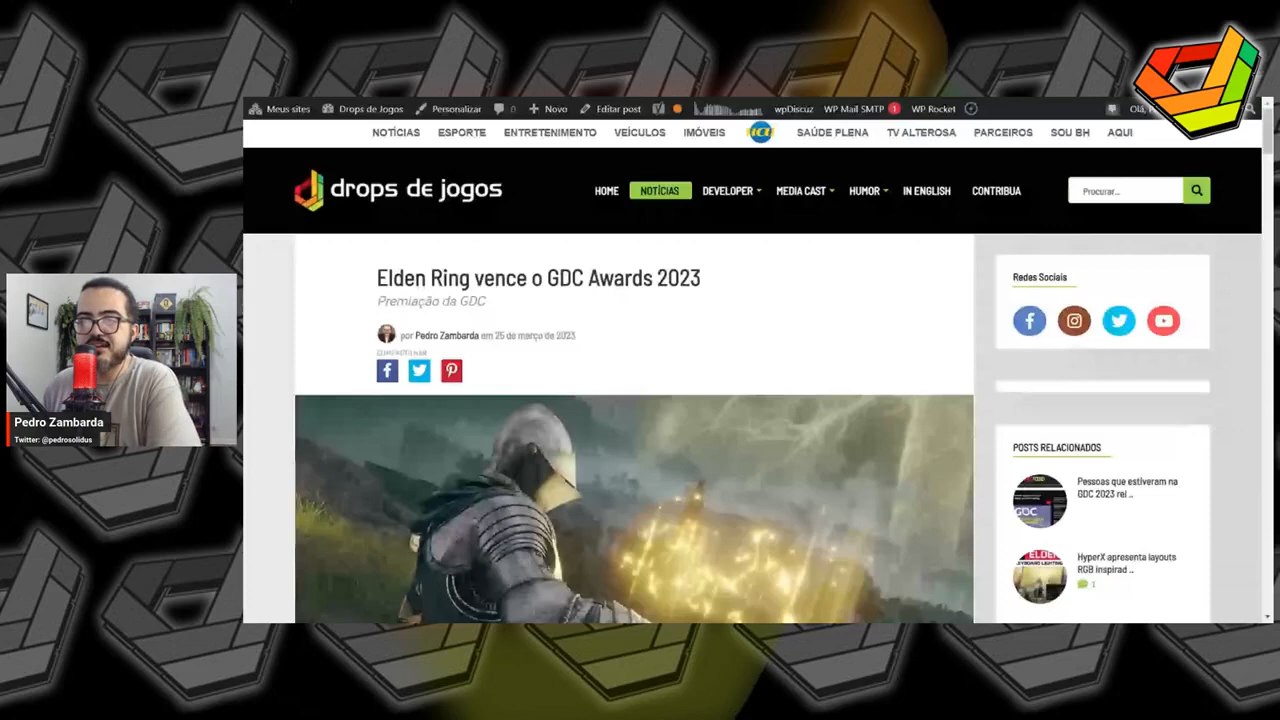 Meus sites Drops de Jogos Personalizar 0 Novo Editar post wpDiscuz WP Mail SMTP 1 WP Rocket
NOTÍCIAS ESPORTE ENTRETENIMENTO VEÍCULOS IMÓVEIS SAÚDE PLENA TV ALTEROSA PARCEIROS SOU BH AQUI
drops de jogos
HOME NOTÍCIAS DEVELOPER MEDIA CAST HUMOR IN ENGLISH CONTRIBUA
Procurar...
Elden Ring vence o GDC Awards 2023
Premiação da GDC
por Pedro Zambarda em 25 de março de 2023
Redes Sociais
POSTS RELACIONADOS
Pessoas que estiveram na
GDC 2023 rel ..
HyperX apresenta layouts
RGB inspirad ..
Pedro Zambarda
Twitter: @pedrosolidus